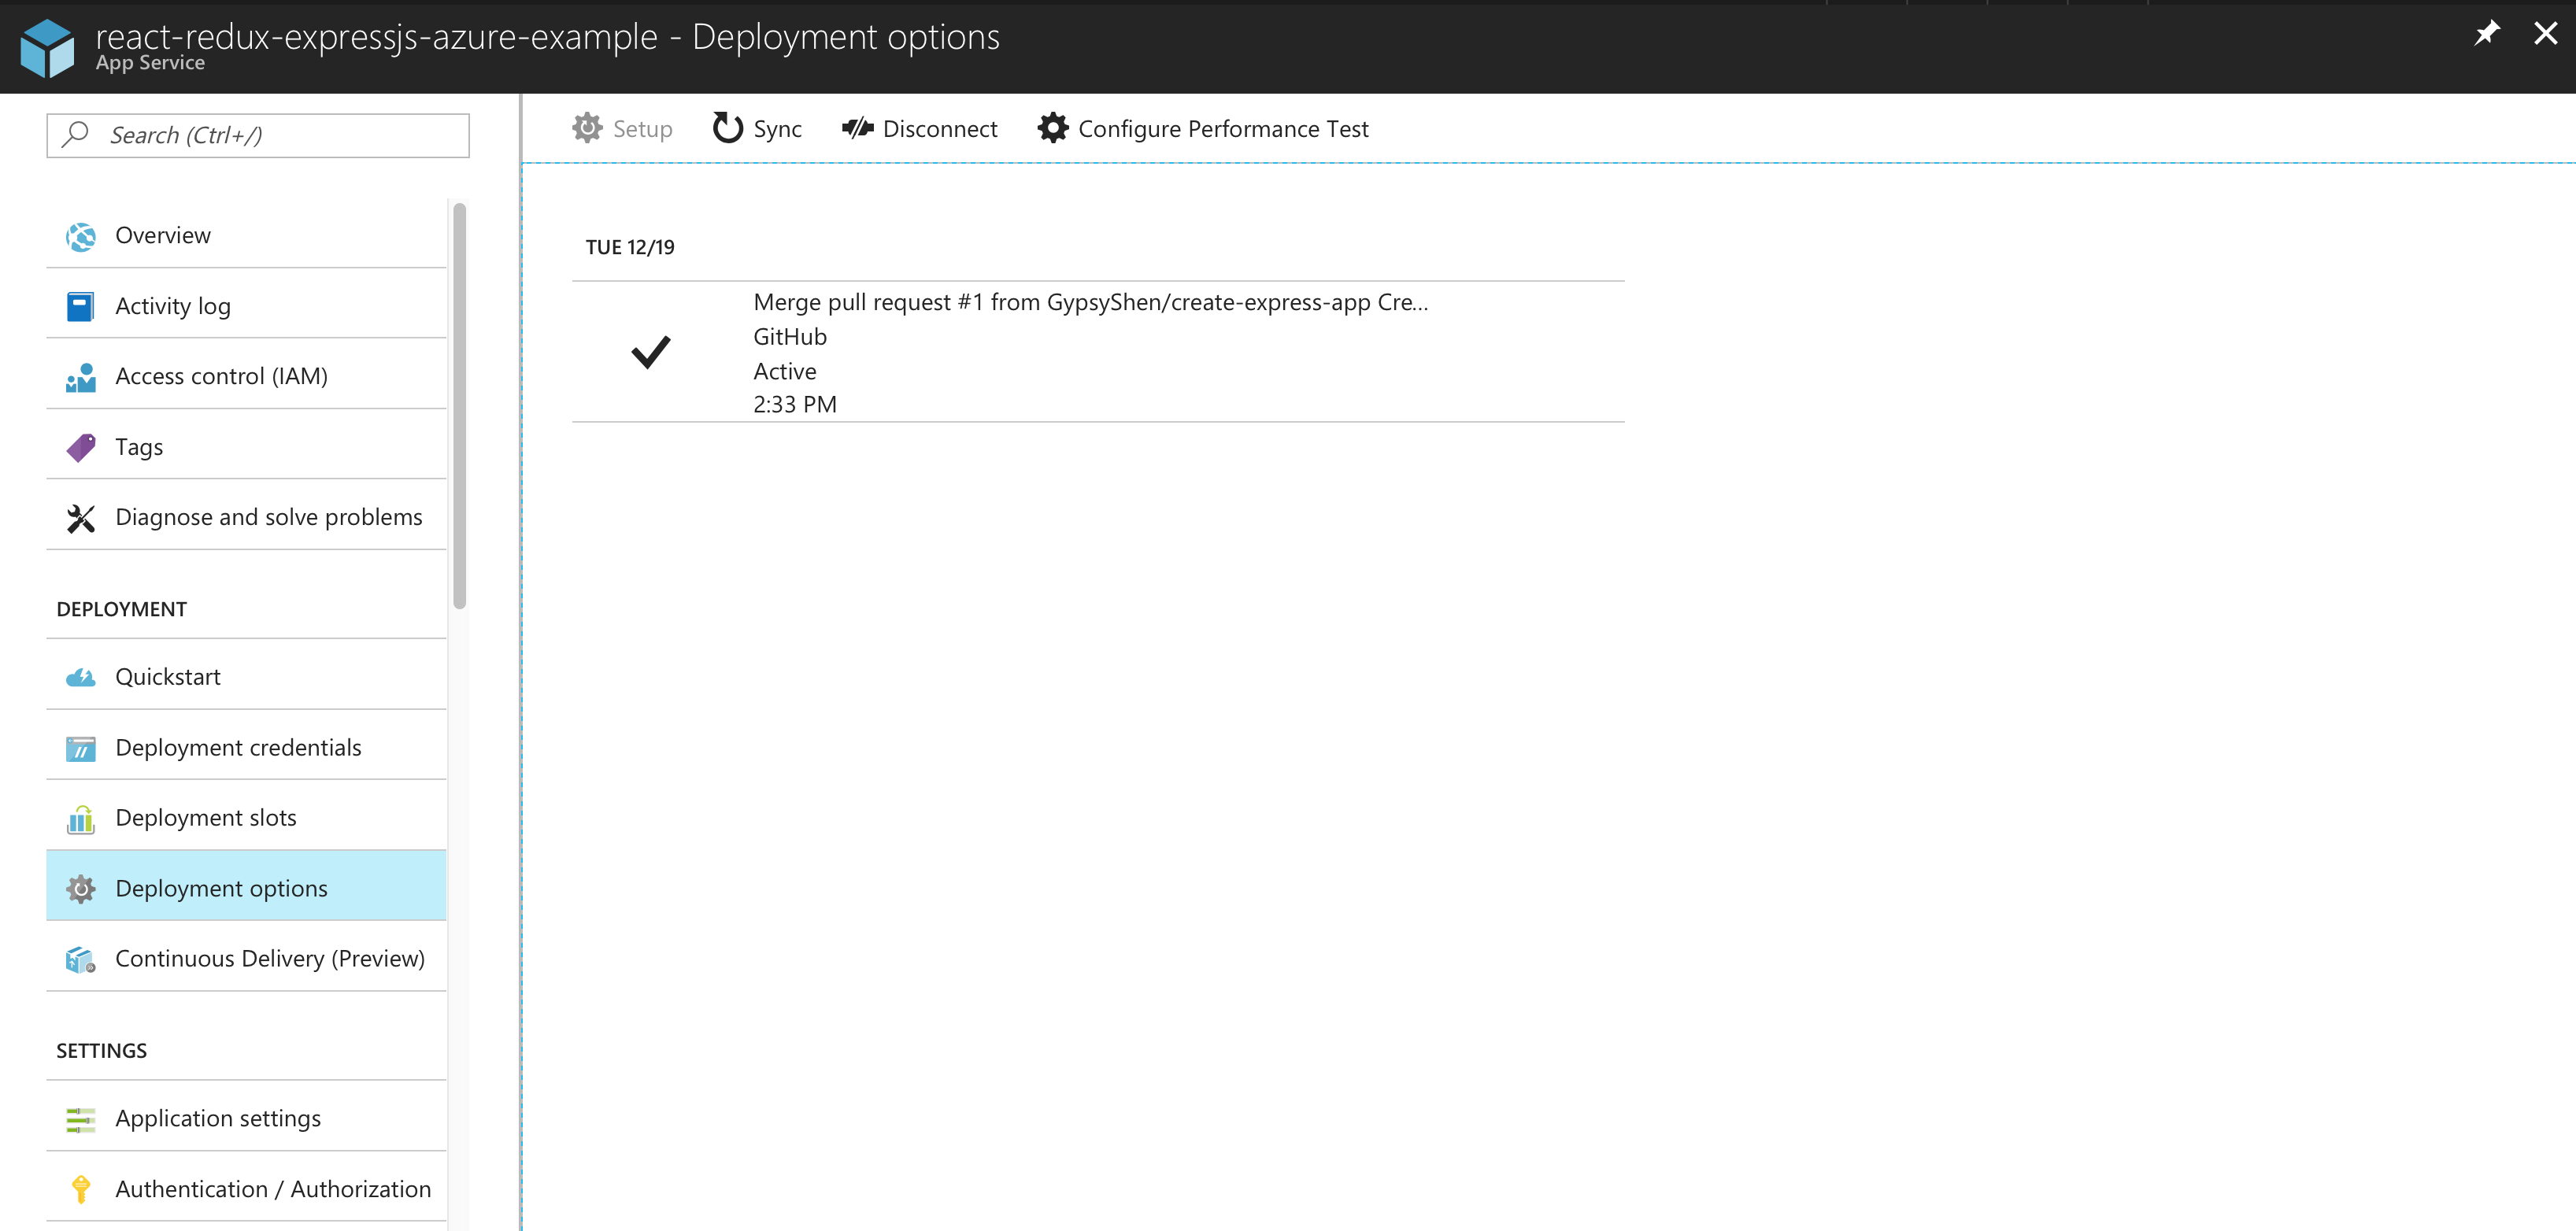 react-redux-expressjs-azure-example - Deployment options
App Service
Search (Ctrl+/)
Overview
Activity log
Access control (IAM)
Tags
Diagnose and solve problems
DEPLOYMENT
Quickstart
Deployment credentials
Deployment slots
Deployment options
Continuous Delivery (Preview)
SETTINGS
Application settings
Authentication / Authorization
Setup Sync Disconnect Configure Performance Test
TUE 12/19
Merge pull request #1 from GypsyShen/create-express-app Cre...
GitHub
Active
2:33 PM